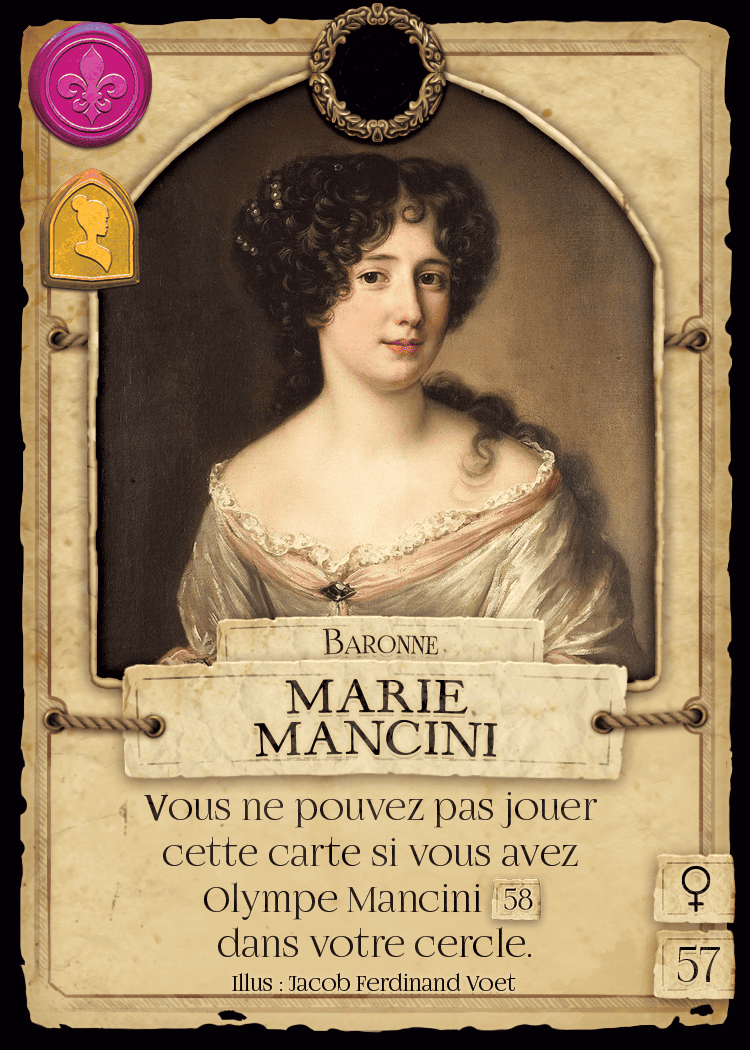 Baronne
MARIE
MANCINI
Vous ne pouvez pas jouer
cette carte si vous avez
Olympe Mancini 58
dans votre cercle.
Illus : Jacob Ferdinand Voet
♀
57